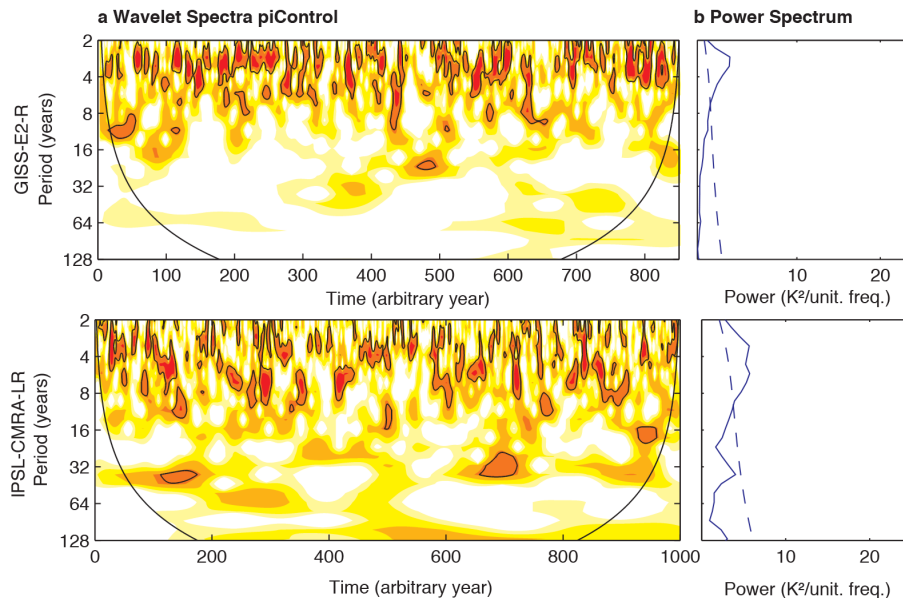 a Wavelet Spectra piControl
b Power Spectrum
GISS-E2-R
Period (years)
2
4
8
16
32
64
128
0 100 200 300 400 500 600 700 800
10 20
Time (arbitrary year)
Power (K²/unit. freq.)
IPSL-CMRA-LR
Period (years)
2
4
8
16
32
64
128
0 200 400 600 800 1000
10 20
Time (arbitrary year)
Power (K²/unit. freq.)